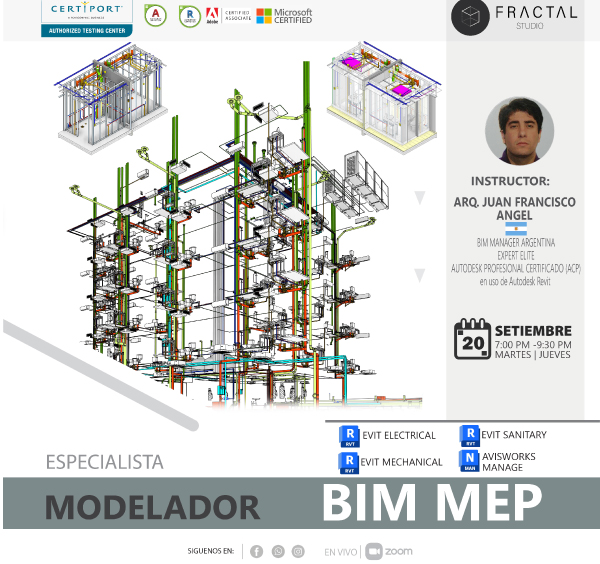 CERTIPORT
A PEARSON VUE BUSINESS
AUTHORIZED TESTING CENTER
CERTIFIED
ASSOCIATE
Adobe
Microsoft
CERTIFIED
FRACTAL
STUDIO
INSTRUCTOR:
ARQ. JUAN FRANCISCO
ANGEL
BIM MANAGER ARGENTINA
EXPERT ELITE
AUTODESK PROFESIONAL CERTIFICADO (ACP)
en uso de Autodesk Revit
20
SETIEMBRE
7:00 PM -9:30 PM
MARTES | JUEVES
R RVT EVIT ELECTRICAL
R RVT EVIT SANITARY
R RVT EVIT MECHANICAL
N MAN AVISWORKS
MANAGE
ESPECIALISTA
MODELADOR BIM MEP
SIGUENOS EN:
EN VIVO
zoom